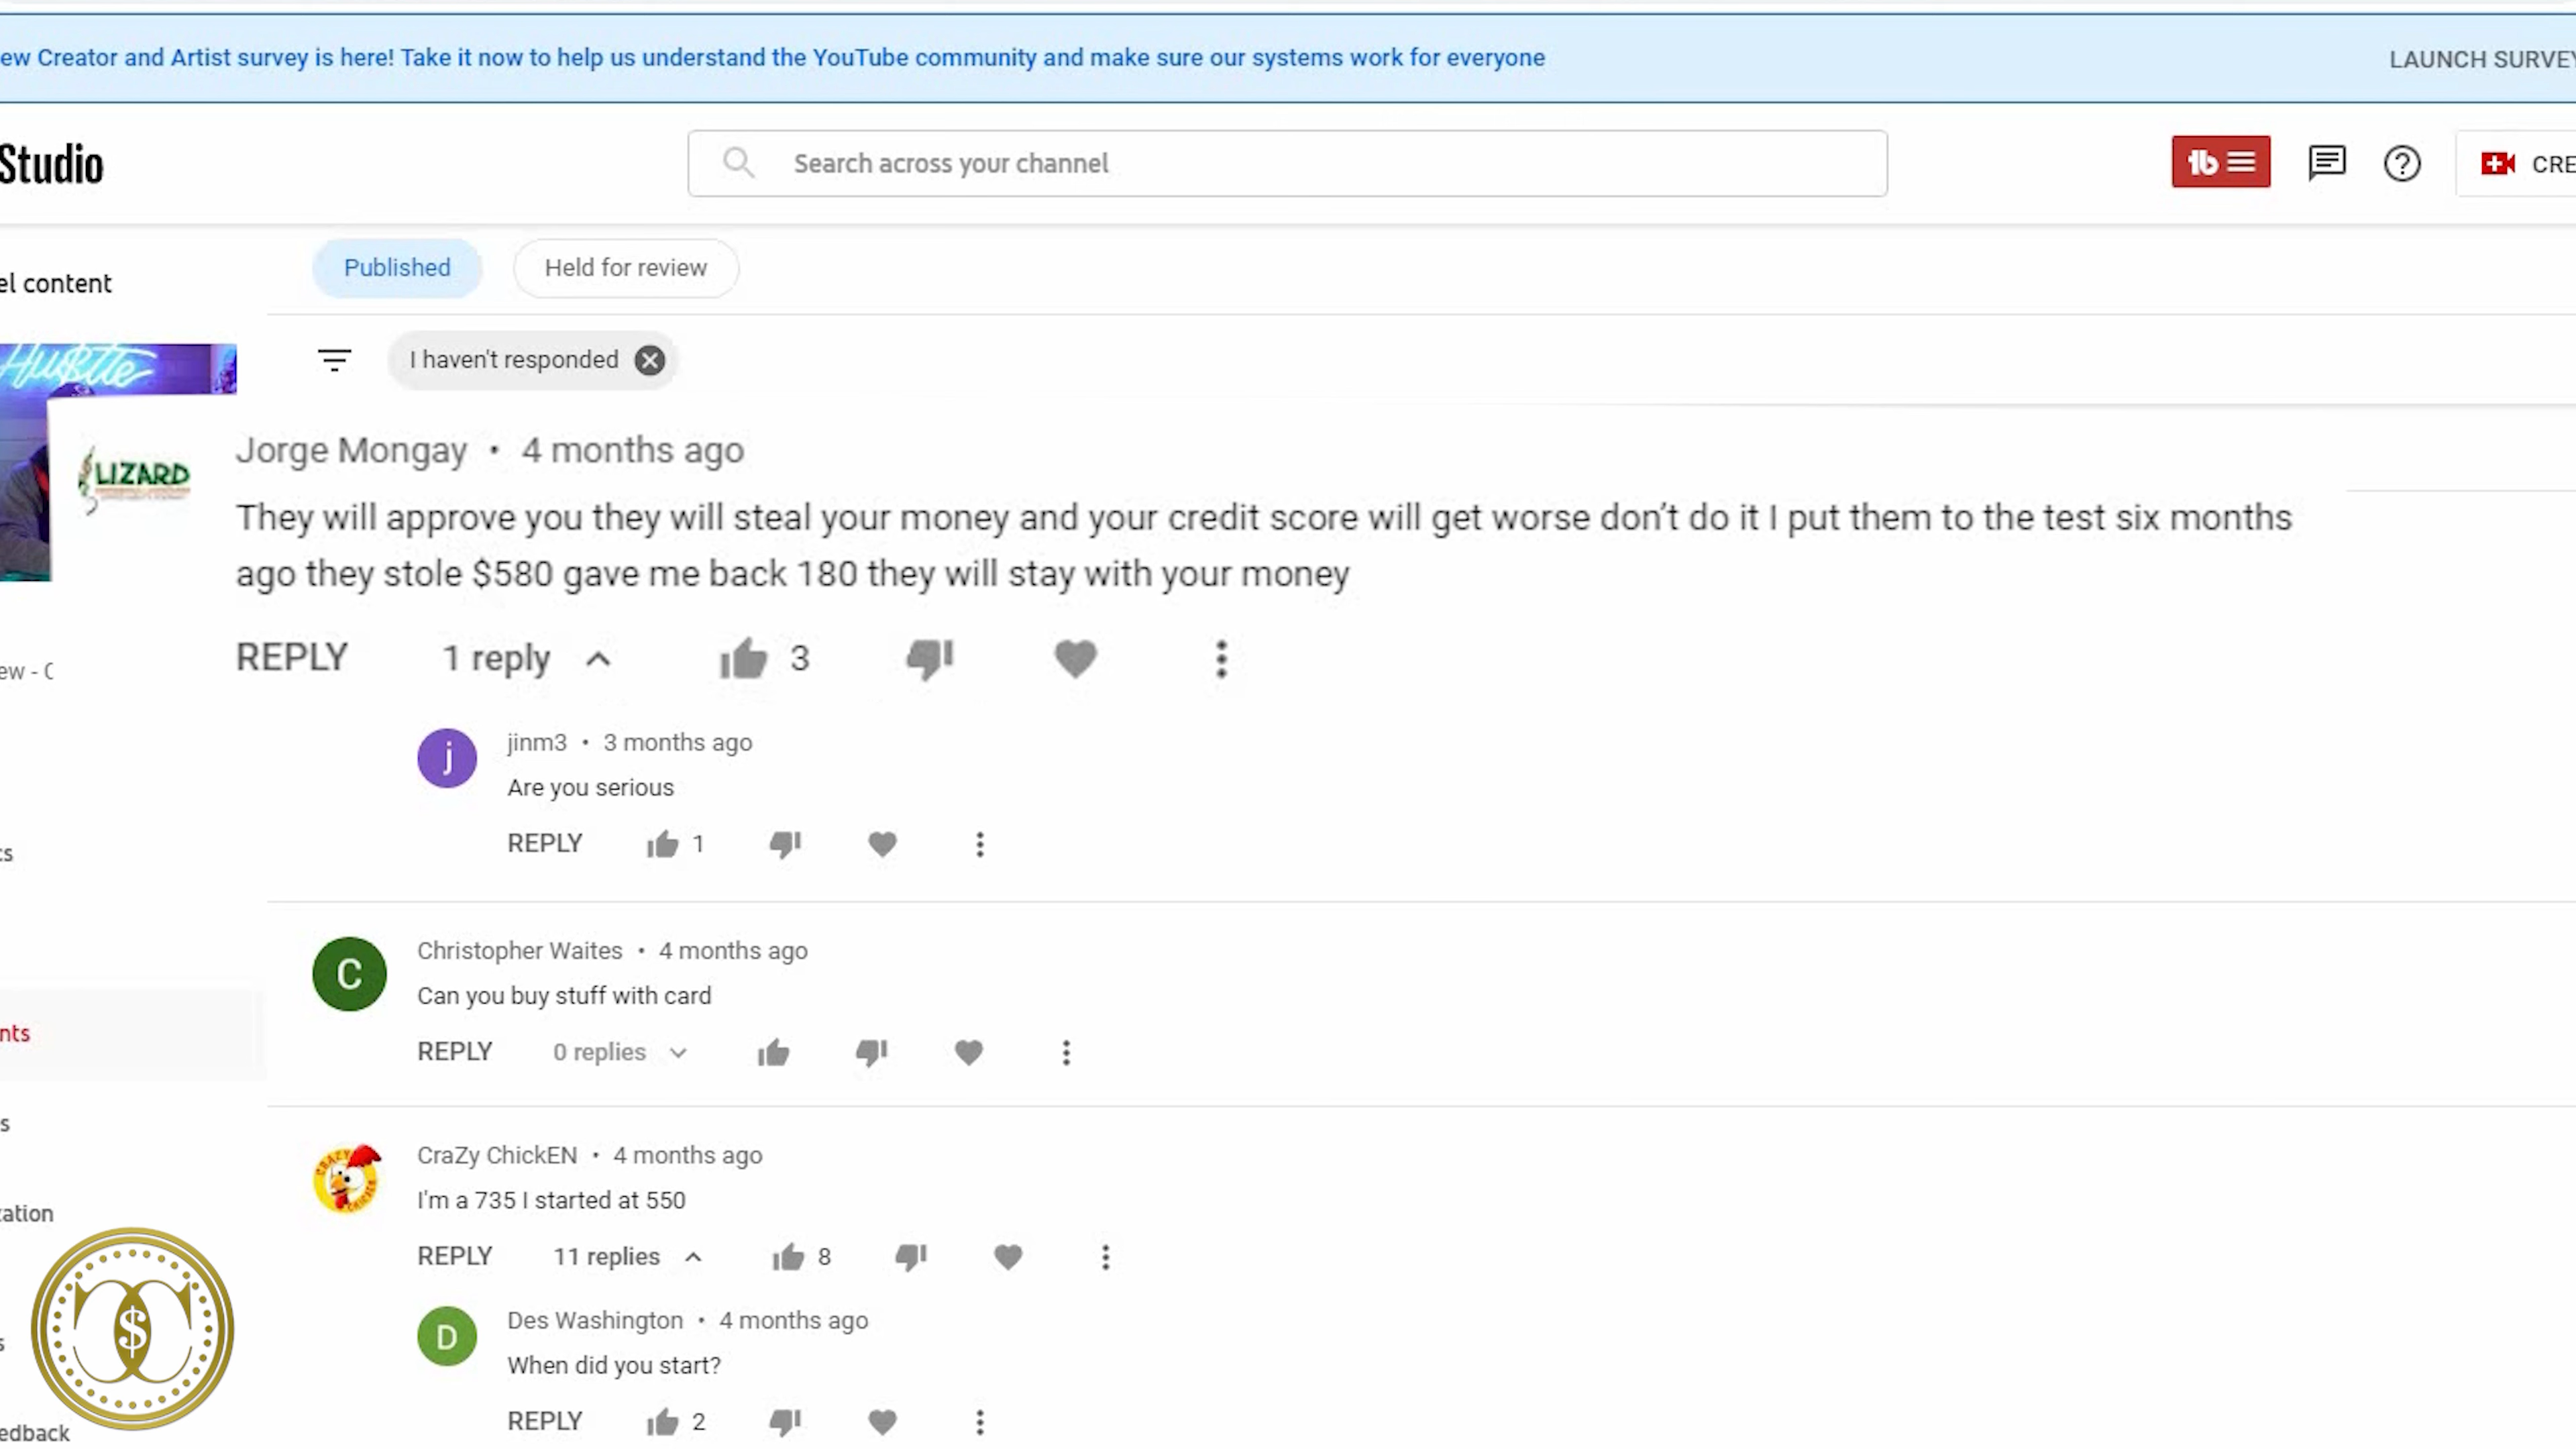 ew Creator and Artist survey is here! Take it now to help us understand the YouTube community and make sure our systems work for everyone
LAUNCH SURVEY
Studio
Search across your channel
CRE
Published
Held for review
el content
I haven't responded
Hustle
LIZARD
Jorge Mongay • 4 months ago
They will approve you they will steal your money and your credit score will get worse don’t do it I put them to the test six months
ago they stole $580 gave me back 180 they will stay with your money
REPLY 1 reply 3
ew - C
jinm3 • 3 months ago
Are you serious
REPLY 1
ts
Christopher Waites • 4 months ago
C
Can you buy stuff with card
nts
REPLY 0 replies
s
CraZy ChickEN • 4 months ago
I'm a 735 I started at 550
zation
REPLY 11 replies 8
Des Washington • 4 months ago
D
When did you start?
s
REPLY 2
edback